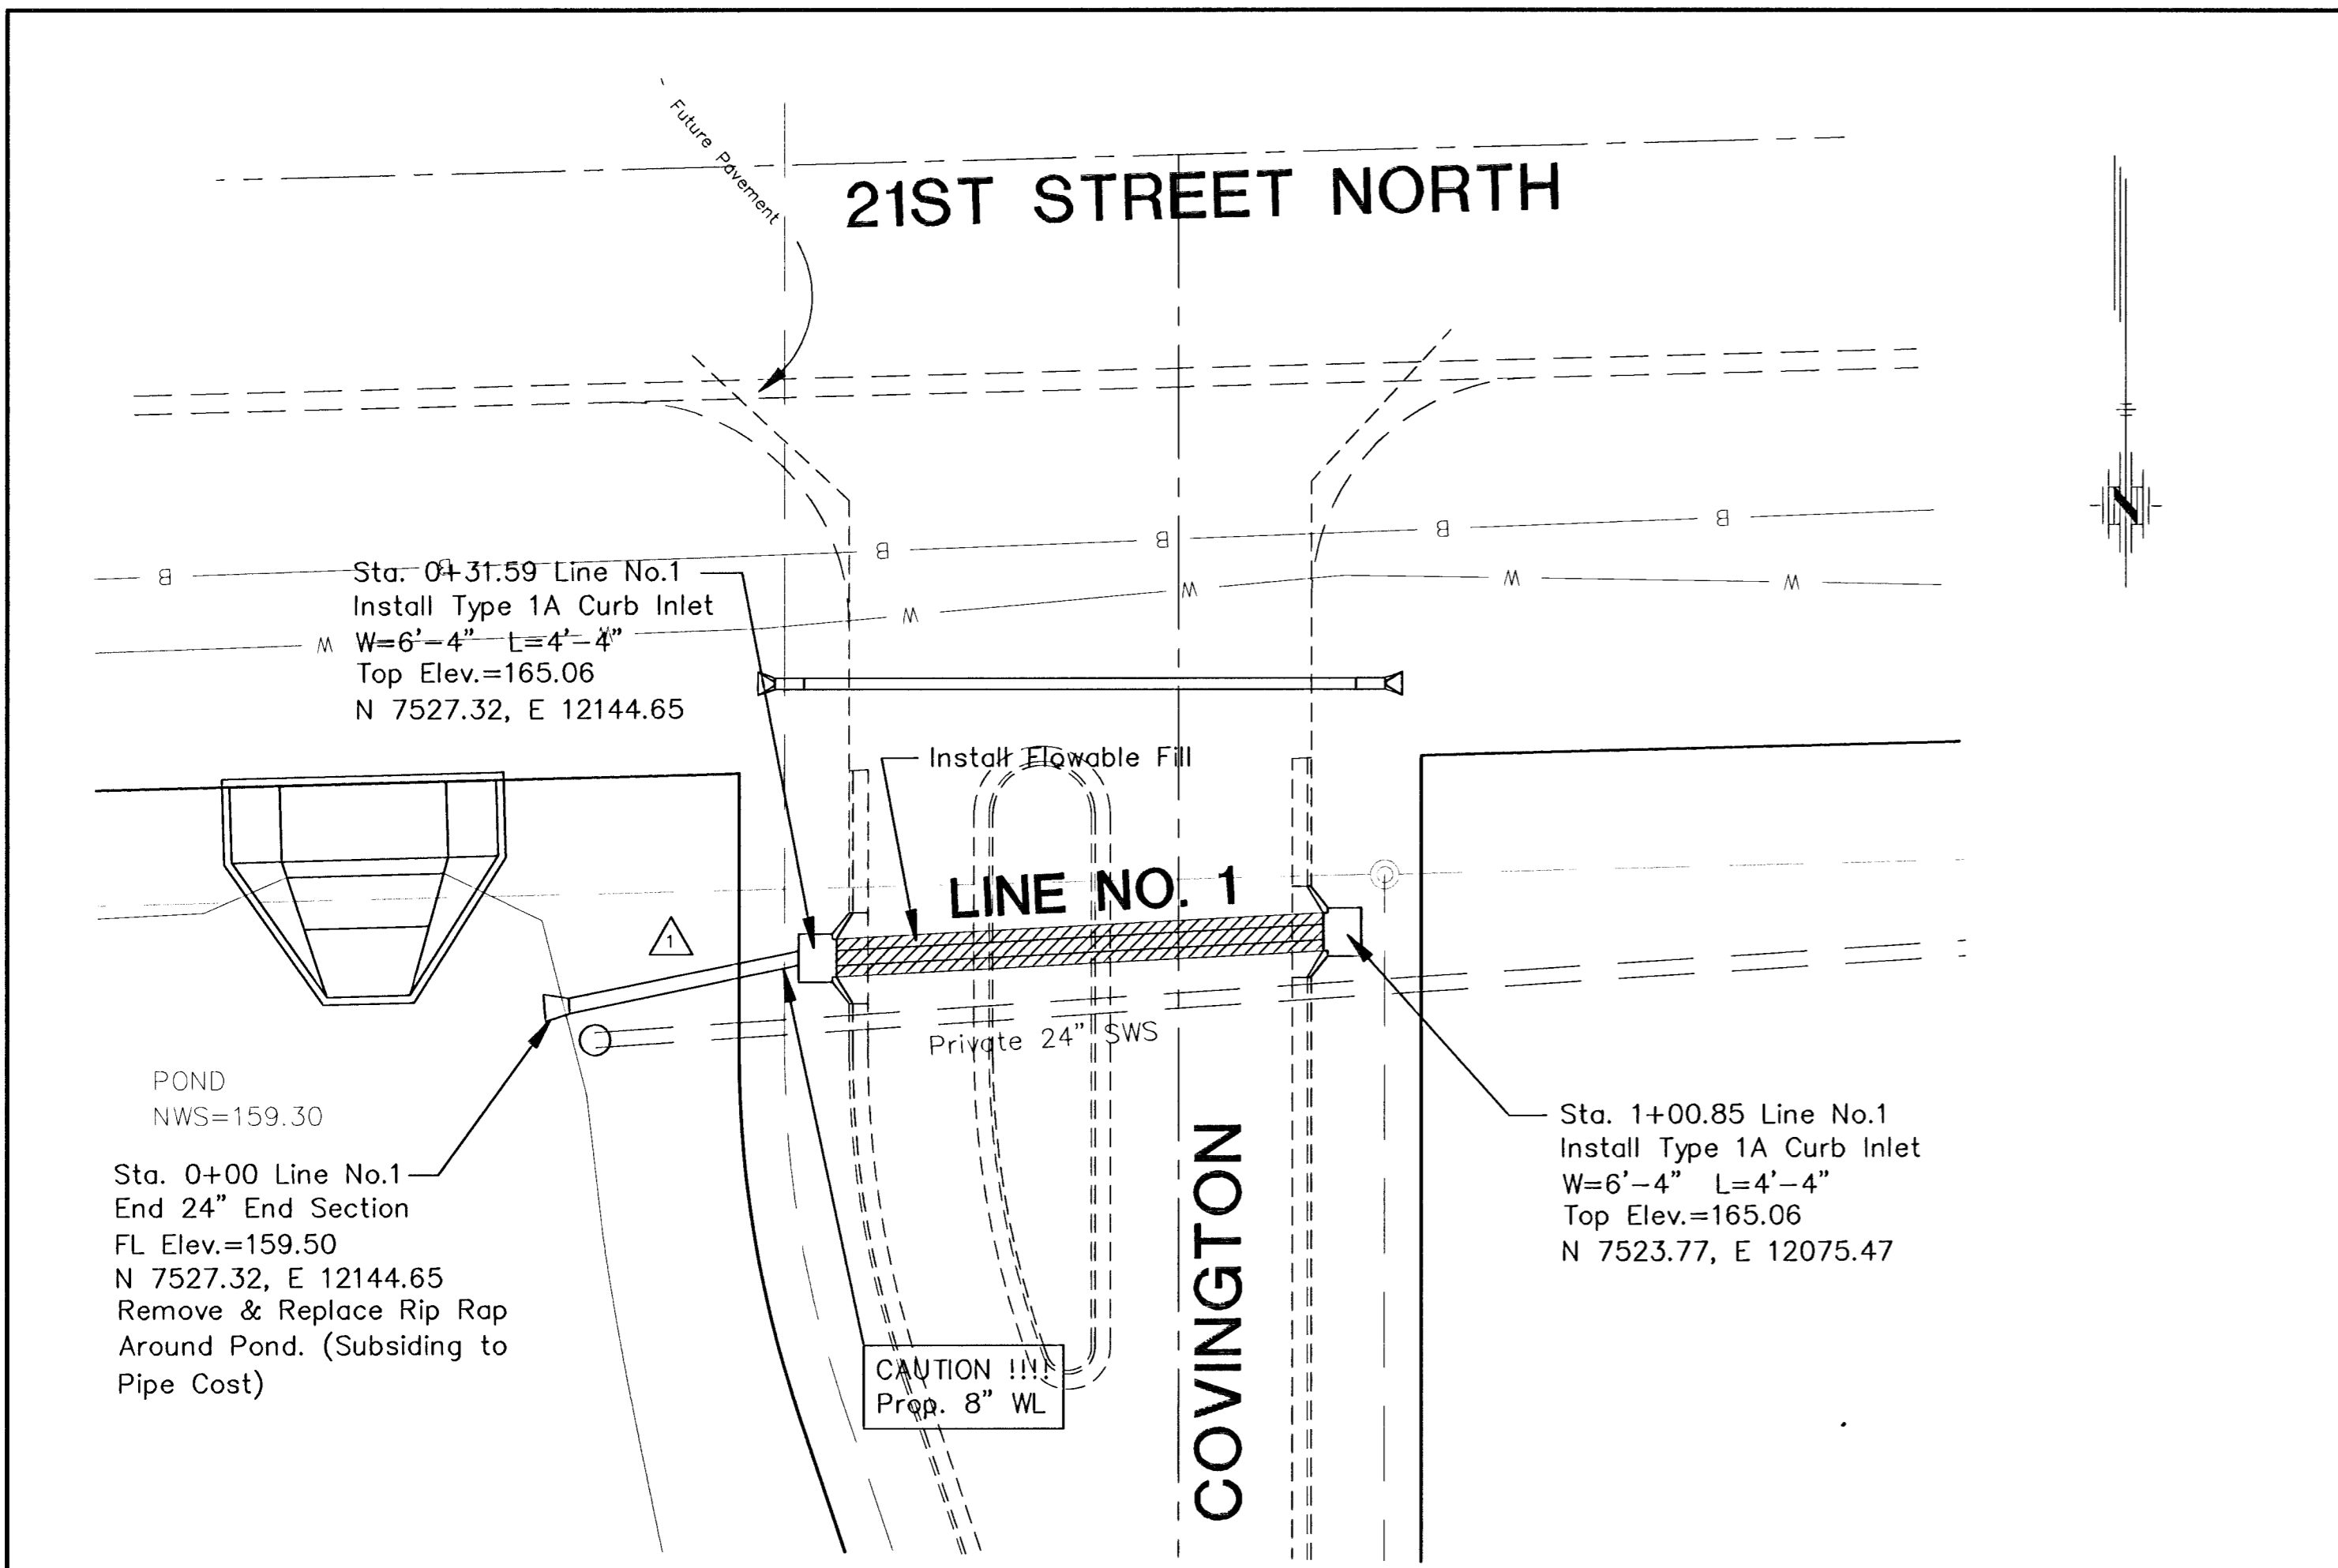 Future Pavement
21ST STREET NORTH
N
B
B
B
B
B
B
Sta. 0+31.59 Line No.1
Install Type 1A Curb Inlet
W=6'-4" L=4'-4"
Top Elev.=165.06
N 7527.32, E 12144.65
W
W
W
W
W
W
Install Flowable Fill
LINE NO. 1
1
Private 24" SWS
POND
NWS=159.30
Sta. 0+00 Line No.1
End 24" End Section
FL Elev.=159.50
N 7527.32, E 12144.65
Remove & Replace Rip Rap
Around Pond. (Subsiding to
Pipe Cost)
CAUTION !!!!
Prop. 8" WL
COVINGTON
Sta. 1+00.85 Line No.1
Install Type 1A Curb Inlet
W=6'-4" L=4'-4"
Top Elev.=165.06
N 7523.77, E 12075.47